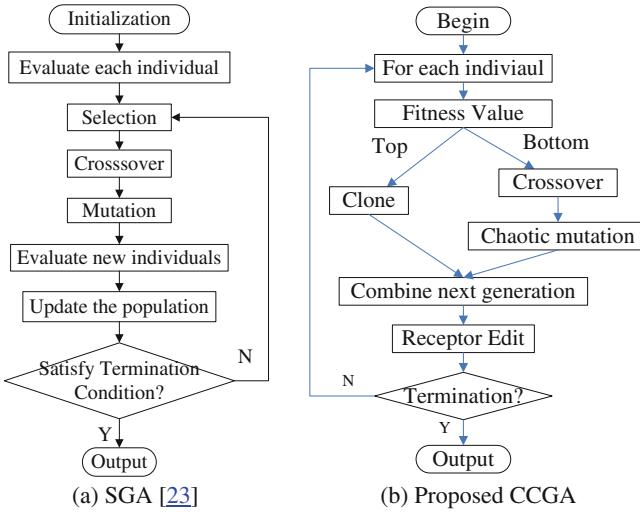 Initialization
Evaluate each individual
Selection
Crosssover
Mutation
Evaluate new individuals
Update the population
Satisfy Termination
Condition?
N
Y
Output
(a) SGA [23]
Begin
For each indiviaul
Fitness Value
Top
Bottom
Clone
Crossover
Chaotic mutation
Combine next generation
Receptor Edit
N
Termination?
Y
Output
(b) Proposed CCGA